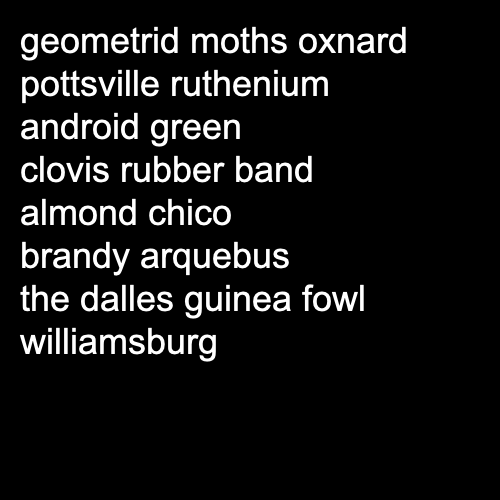 geometrid moths oxnard
pottsville ruthenium
android green
clovis rubber band
almond chico
brandy arquebus
the dalles guinea fowl
williamsburg